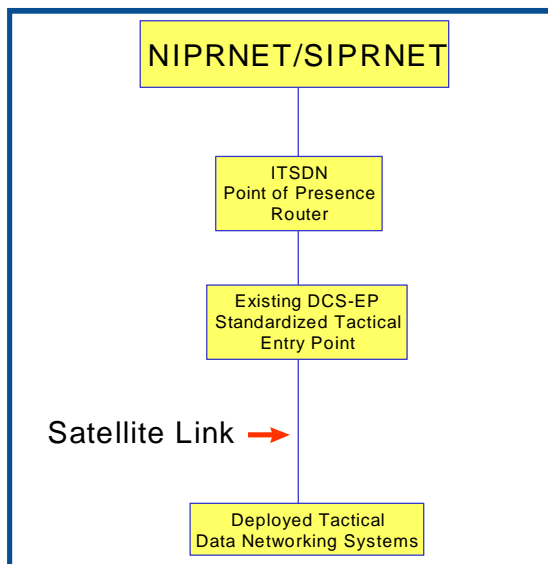 NIPRNET/SIPRNET
ITSDN
Point of Presence
Router
Existing DCS-EP
Standardized Tactical
Entry Point
Satellite Link
Deployed Tactical
Data Networking Systems